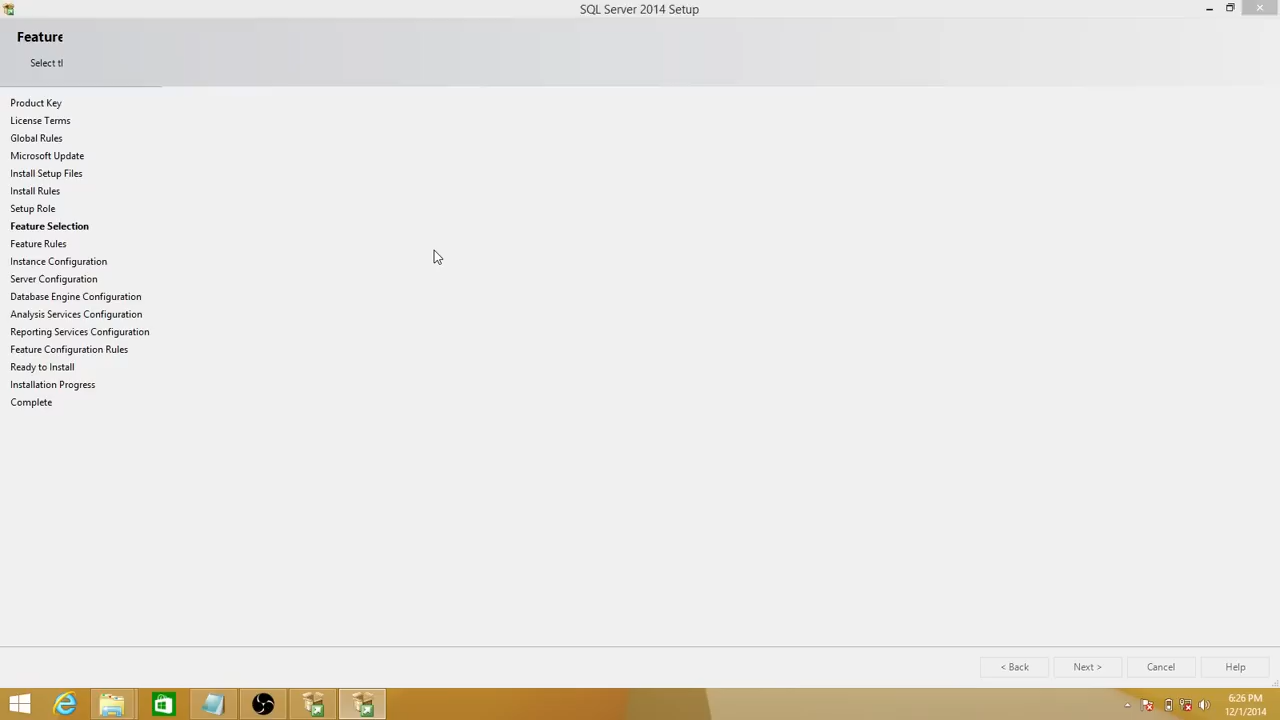 SQL Server 2014 Setup
Feature
Select t
Product Key
License Terms
Global Rules
Microsoft Update
Install Setup Files
Install Rules
Setup Role
Feature Selection
Feature Rules
Instance Configuration
Server Configuration
Database Engine Configuration
Analysis Services Configuration
Reporting Services Configuration
Feature Configuration Rules
Ready to Install
Installation Progress
Complete
< Back
Next >
Cancel
Help
6:26 PM
12/1/2014